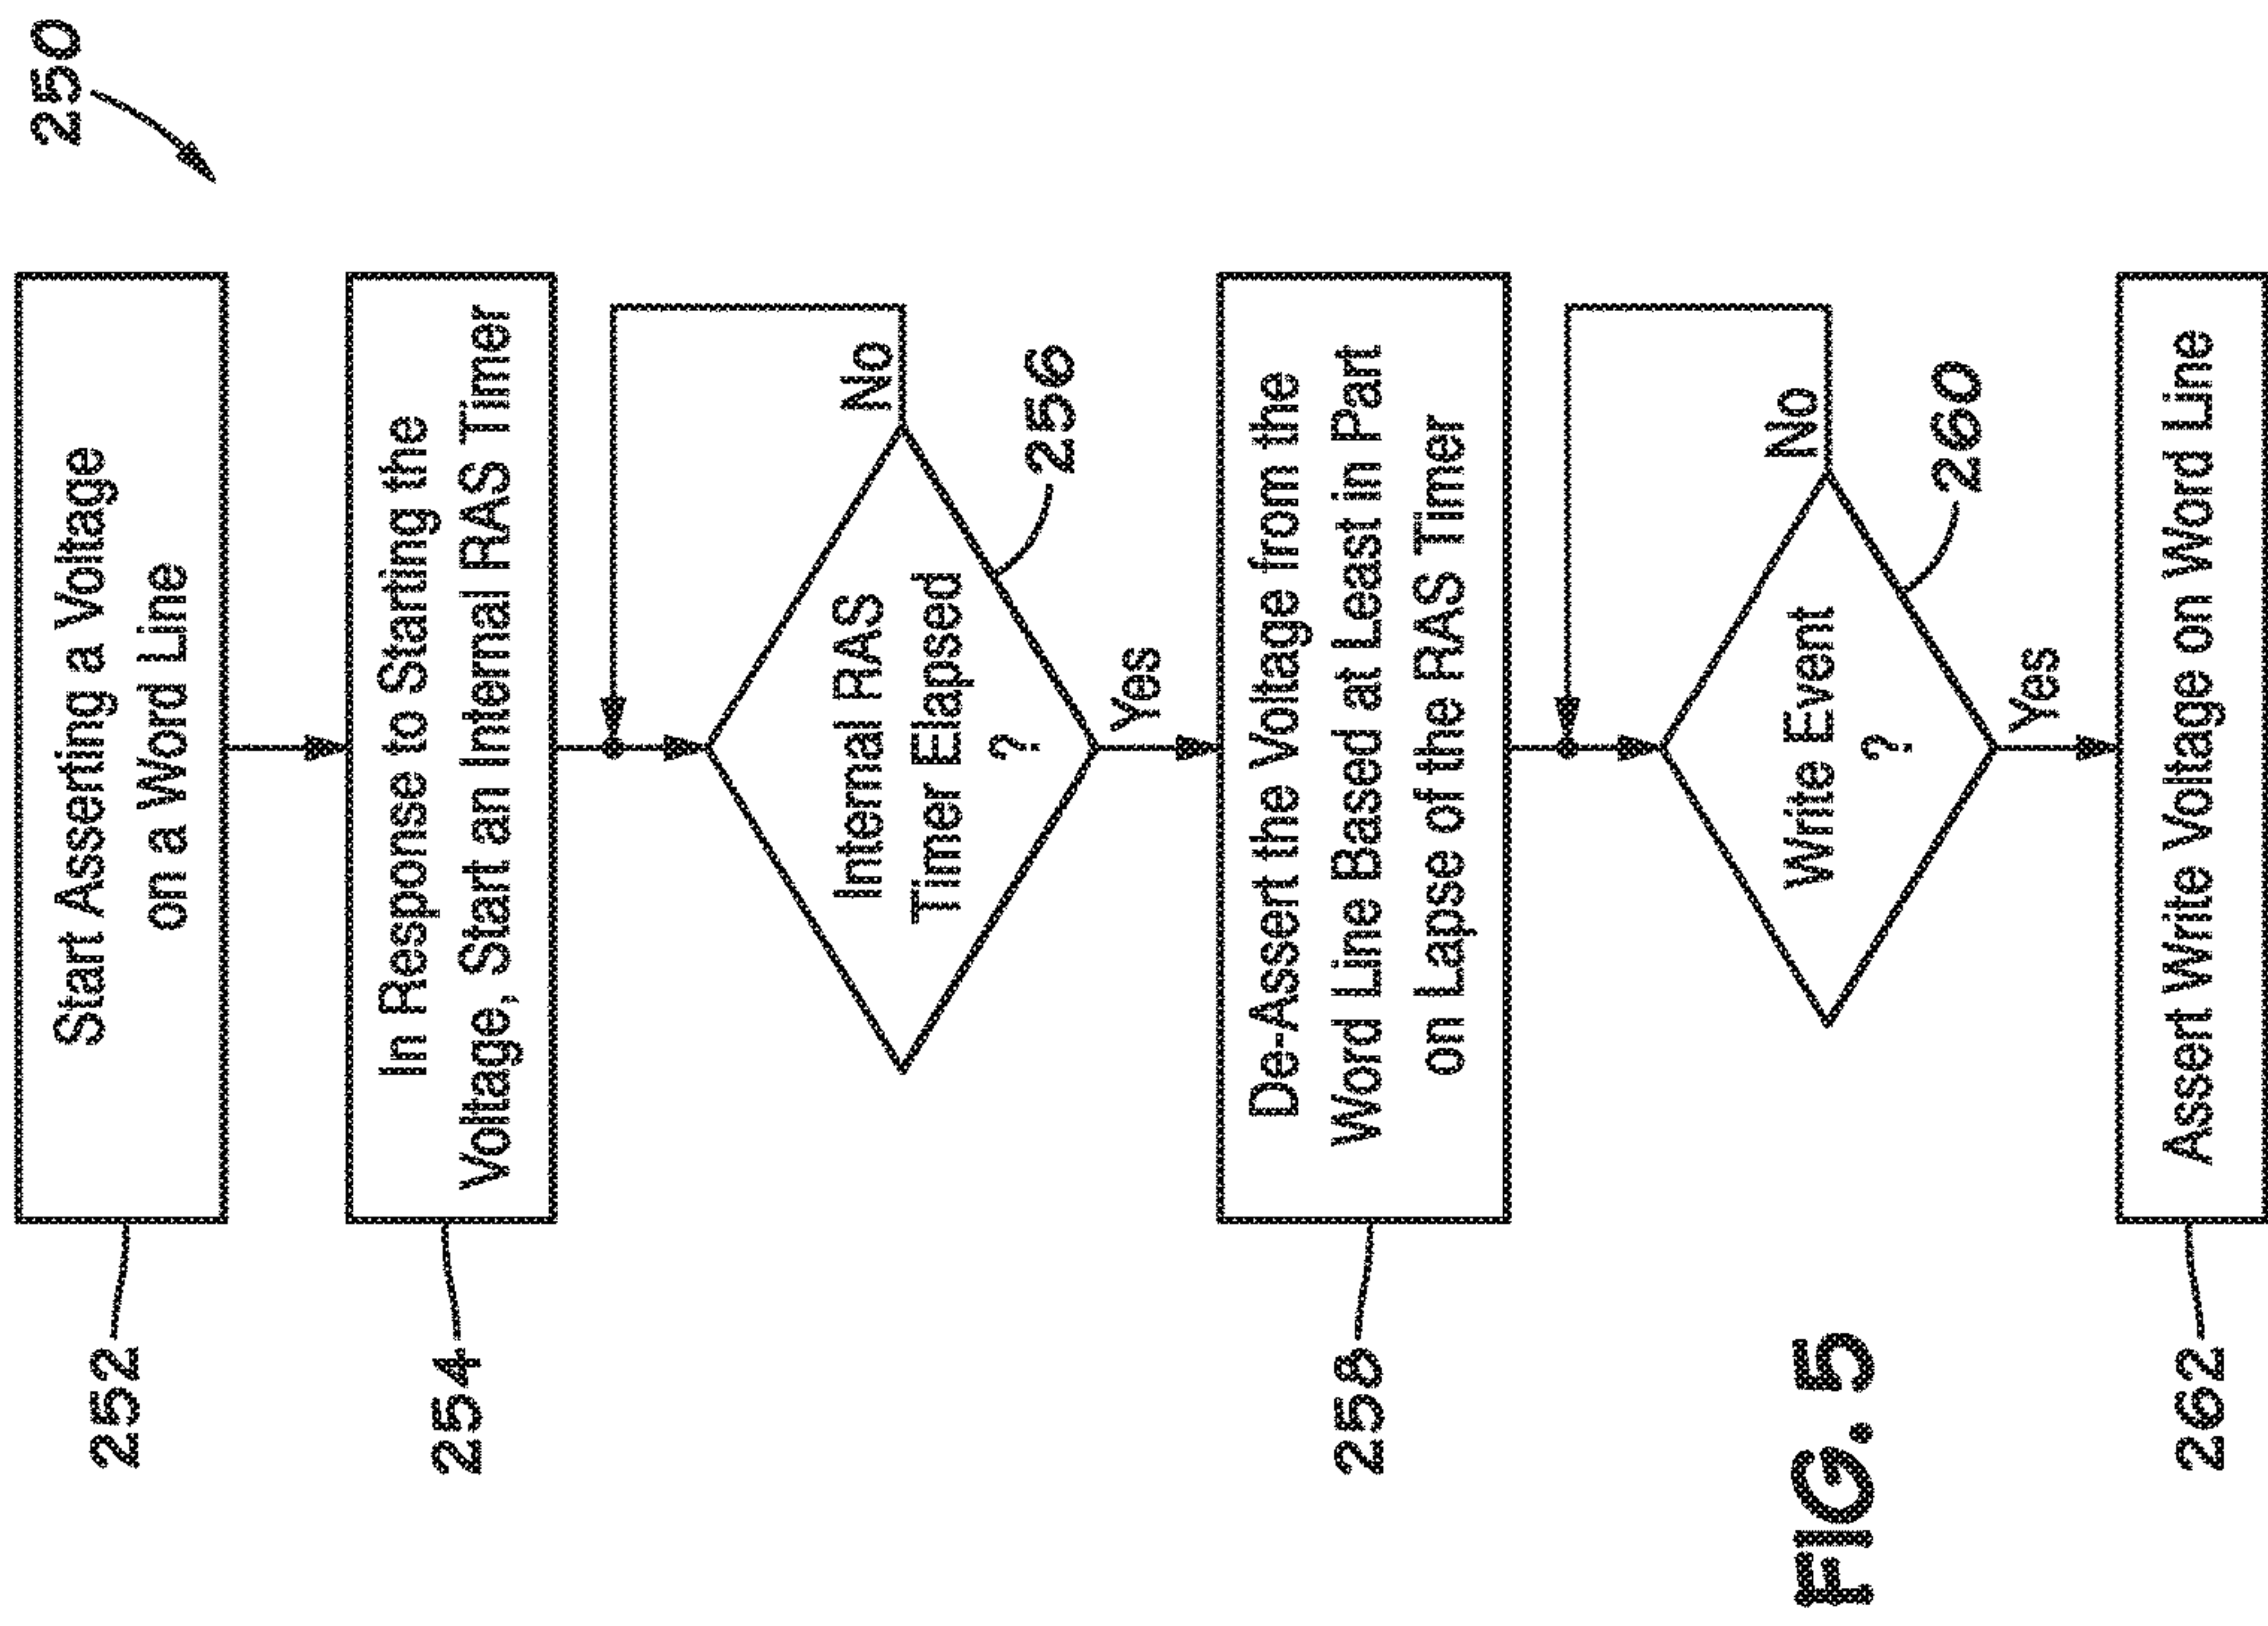 250
252
Start Asserting a Voltage
on a Word Line
254
In Response to Starting the
Voltage, Start an Internal RAS Timer
Internal RAS
Timer Elapsed
?
No
256
Yes
258
De-Assert the Voltage from the
Word Line Based at Least in Part
on Lapse of the RAS Timer
Write Event
?
No
260
Yes
262
Assert Write Voltage on Word Line
FIG. 5